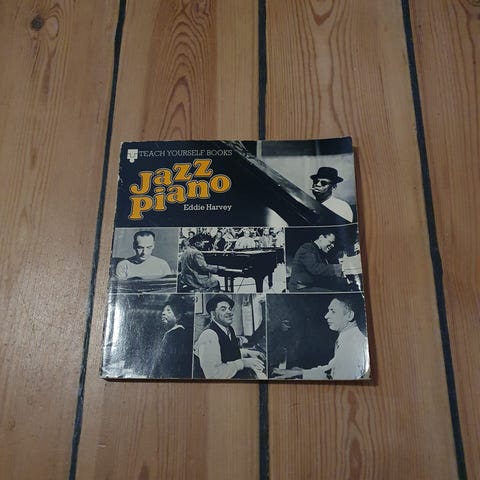 TEACH YOURSELF BOOKS
Jazz
piano
Eddie Harvey